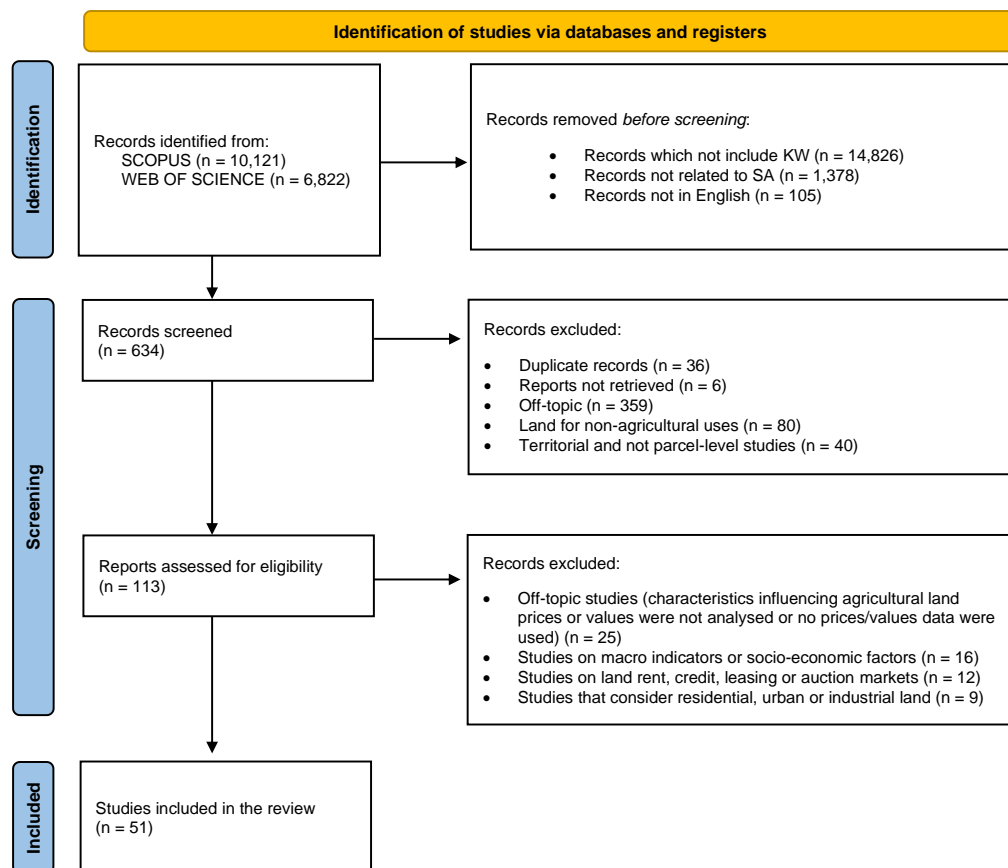 Identification of studies via databases and registers
Identification
Records identified from:
SCOPUS (n = 10,121)
WEB OF SCIENCE (n = 6,822)
Records removed before screening:
• Records which not include KW (n = 14,826)
• Records not related to SA (n = 1,378)
• Records not in English (n = 105)
Screening
Records screened
(n = 634)
Records excluded:
• Duplicate records (n = 36)
• Reports not retrieved (n = 6)
• Off-topic (n = 359)
• Land for non-agricultural uses (n = 80)
• Territorial and not parcel-level studies (n = 40)
Reports assessed for eligibility
(n = 113)
Records excluded:
• Off-topic studies (characteristics influencing agricultural land
prices or values were not analysed or no prices/values data were
used) (n = 25)
• Studies on macro indicators or socio-economic factors (n = 16)
• Studies on land rent, credit, leasing or auction markets (n = 12)
• Studies that consider residential, urban or industrial land (n = 9)
Included
Studies included in the review
(n = 51)